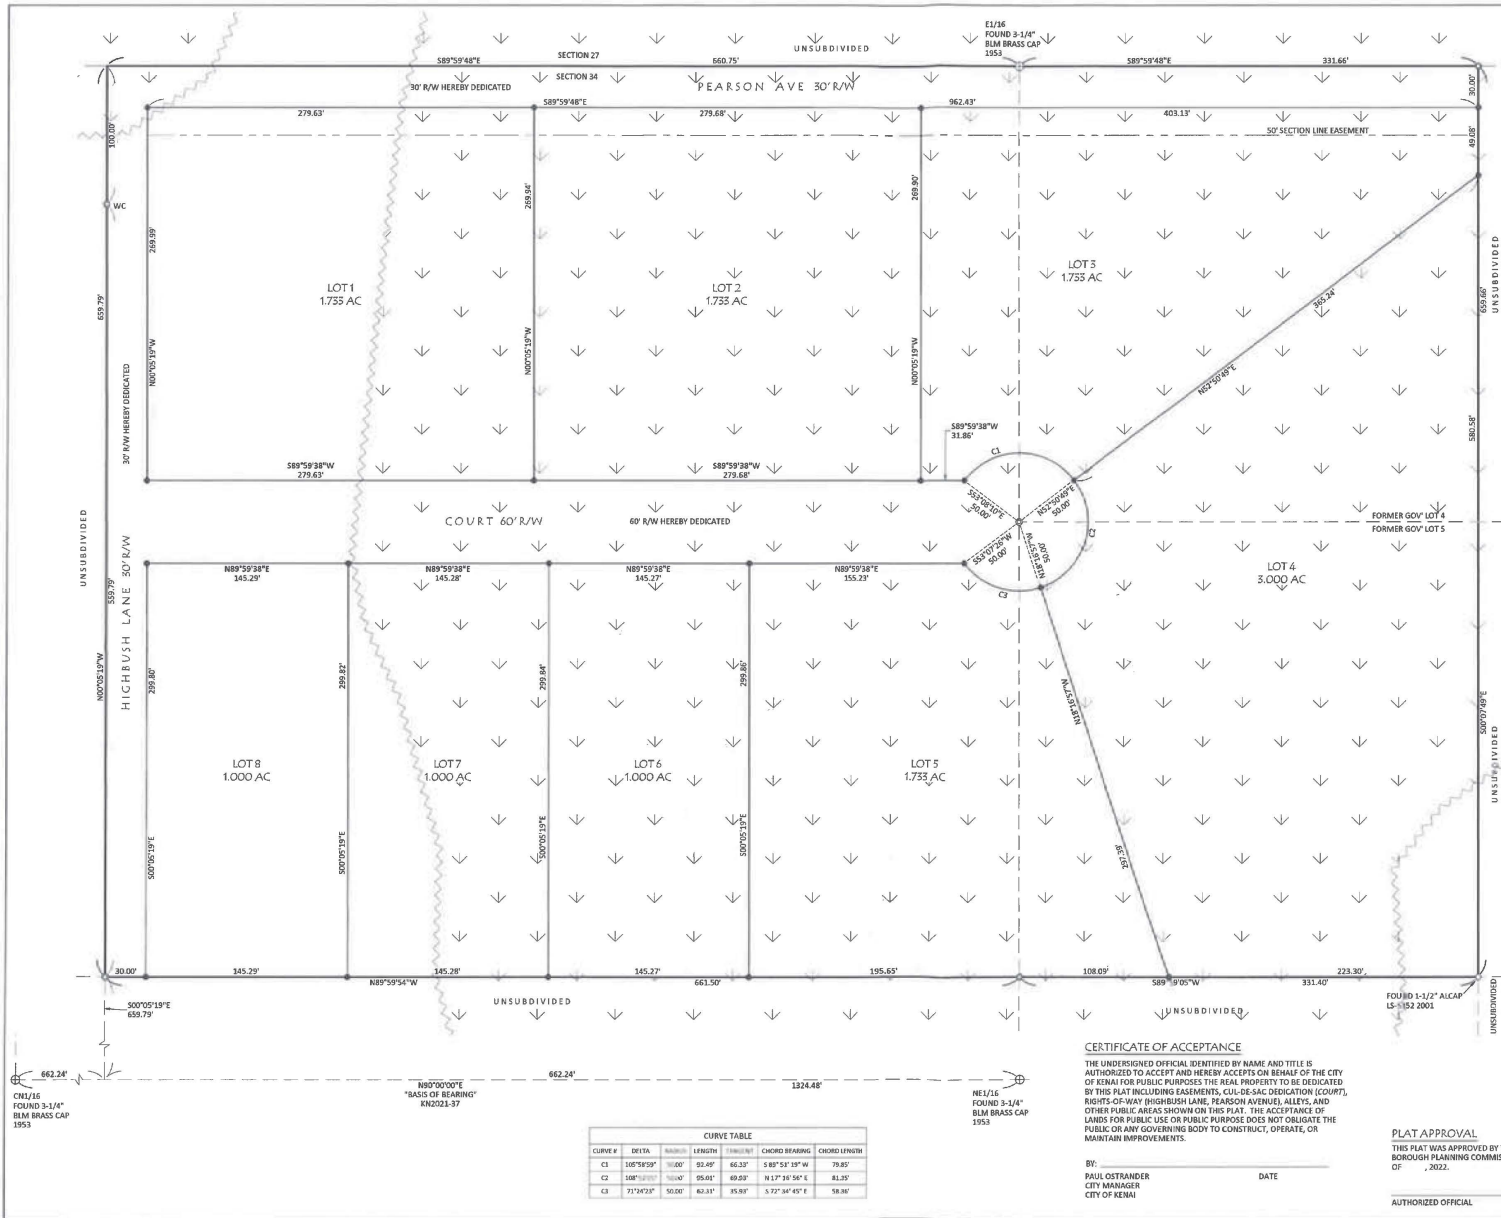 E1/16
FOUND 3-1/4"
BLM BRASS CAP
1953
UNSUBDIVIDED
S89°59'48"E
SECTION 27
660.75'
S89°59'48"E
331.66'
SECTION 34
30' R/W HEREBY DEDICATED
PEARSON AVE 30' R/W
30.00'
279.63'
S89°59'48"E
279.68'
962.43'
403.13'
100.00'
50' SECTION LINE EASEMENT
49.08'
WC
269.99'
269.94'
269.90'
UNSUBDIVIDED
LOT 1
1.733 AC
LOT 2
1.733 AC
LOT 3
1.733 AC
659.79'
365.24'
659.66'
N00°05'19"W
N00°05'19"W
N00°05'19"W
N52°50'49"E
30' R/W HEREBY DEDICATED
580.58'
S89°59'38"W
31.86'
C1
S89°59'38"W
279.63'
S89°59'38"W
279.68'
S53°08'10"E
50.00'
N52°50'49"E
50.00'
COURT 60' R/W
60' R/W HEREBY DEDICATED
FORMER GOV' LOT 4
FORMER GOV' LOT 5
C2
UNSUBDIVIDED
S53°07'26"W
50.00'
N18°16'57"W
50.00'
N89°59'38"E
145.29'
N89°59'38"E
145.28'
N89°59'38"E
145.27'
N89°59'38"E
155.23'
C3
LOT 4
3.000 AC
559.79'
HIGHBUSH LANE 30' R/W
N00°05'19"W
299.80'
299.82'
299.84'
299.86'
N18°16'57"W
S00°07'49"E
UNSUBDIVIDED
LOT 8
1.000 AC
LOT 7
1.000 AC
LOT 6
1.000 AC
LOT 5
1.733 AC
S00°05'19"E
S00°05'19"E
S00°05'19"E
S00°05'19"E
297.39'
30.00'
145.29'
145.28'
145.27'
195.65'
108.09'
223.30'
N89°59'54"W
661.50'
331.40'
S00°05'19"E
659.79'
UNSUBDIVIDED
UNSUBDIVIDED
1-1/2" ALCAP
2001
UNSUBDIVIDED
662.24'
662.24'
N90°00'00"E
"BASIS OF BEARING"
KN2021-37
1324.48'
CN1/16
FOUND 3-1/4"
BLM BRASS CAP
1953
NE1/16
FOUND 3-1/4"
BLM BRASS CAP
1953
CERTIFICATE OF ACCEPTANCE
THE UNDERSIGNED OFFICIAL IDENTIFIED BY NAME AND TITLE IS
AUTHORIZED TO ACCEPT AND HEREBY ACCEPTS ON BEHALF OF THE CITY
OF KENAI FOR PUBLIC PURPOSES THE REAL PROPERTY TO BE DEDICATED
BY THIS PLAT INCLUDING EASEMENTS, CUL-DE-SAC DEDICATION (COURT),
RIGHTS-OF-WAY (HIGHBUSH LANE, PEARSON AVENUE), ALLEYS, AND
OTHER PUBLIC AREAS SHOWN ON THIS PLAT. THE ACCEPTANCE OF
LANDS FOR PUBLIC USE OR PUBLIC PURPOSE DOES NOT OBLIGATE THE
PUBLIC OR ANY GOVERNING BODY TO CONSTRUCT, OPERATE, OR
MAINTAIN IMPROVEMENTS.
BY:
PAUL OSTRANDER DATE
CITY MANAGER
CITY OF KENAI
PLAT APPROVAL
THIS PLAT WAS APPROVED BY
BOROUGH PLANNING COMMIS
OF , 2022.
AUTHORIZED OFFICIAL
CURVE TABLE
CURVE # DELTA LENGTH CHORD BEARING CHORD LENGTH
C1 105°58'59" 92.49' 66.33' S 89°51'19" W 79.85'
C2 95.01' 69.93' N 17°16'56" E 81.35'
C3 71°24'23" 50.00' 62.31' 35.93' S 72°34'45" E 58.36'